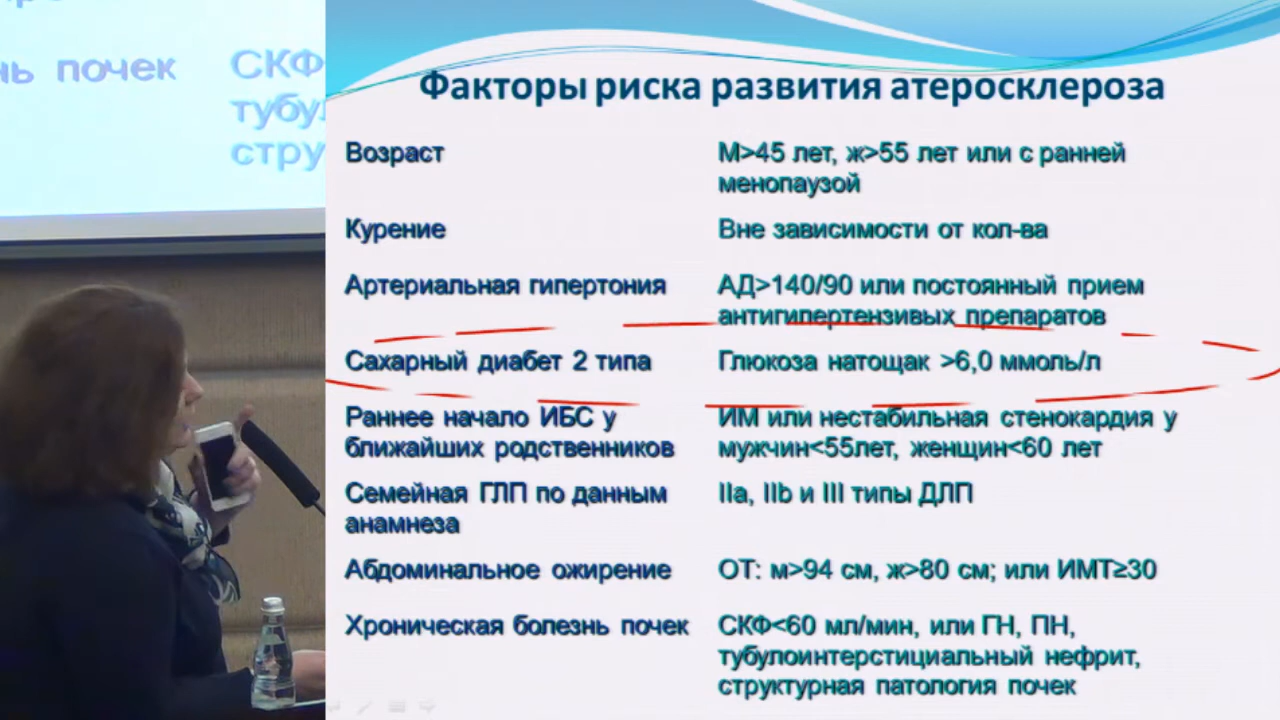 нь почек СКФ
тубу
стру
Факторы риска развития атеросклероза
Возраст М>45 лет, ж>55 лет или с ранней
менопаузой
Курение Вне зависимости от кол-ва
Артериальная гипертония АД>140/90 или постоянный прием
антигипертензивых препаратов
Сахарный диабет 2 типа Глюкоза натощак >6,0 ммоль/л
Раннее начало ИБС у ИМ или нестабильная стенокардия у
ближайших родственников мужчин<55лет, женщин<60 лет
Семейная ГЛП по данным IIa, IIb и III типы ДЛП
анамнеза
Абдоминальное ожирение ОТ: м>94 см, ж>80 см; или ИМТ≥30
Хроническая болезнь почек СКФ<60 мл/мин, или ГН, ПН,
тубулоинтерстициальный нефрит,
структурная патология почек